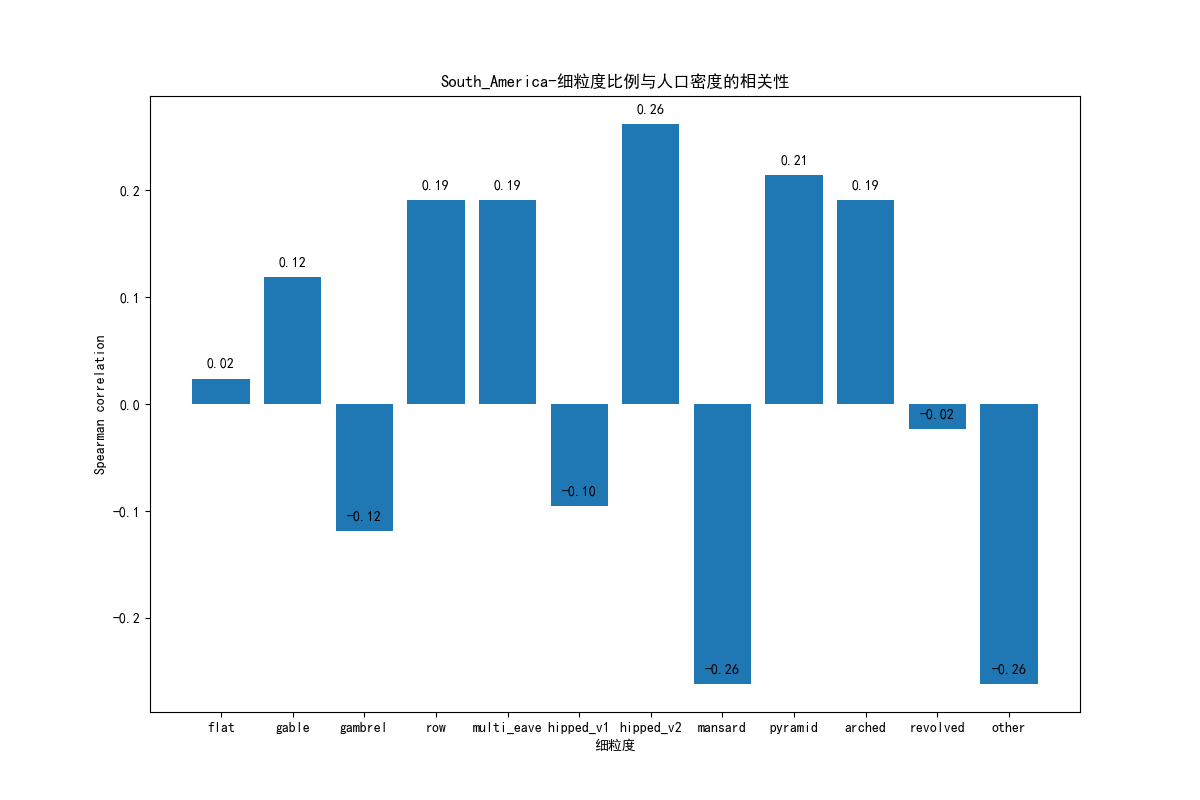 South_America-细粒度比例与人口密度的相关性
0.26
0.21
0.19 0.19 0.19
0.2
0.12
0.1
0.02
Spearman correlation
0.0
-0.02
-0.10
-0.1
-0.12
-0.2
-0.26 -0.26
flat gable gambrel row multi_eave hipped_v1 hipped_v2 mansard pyramid arched revolved other
细粒度